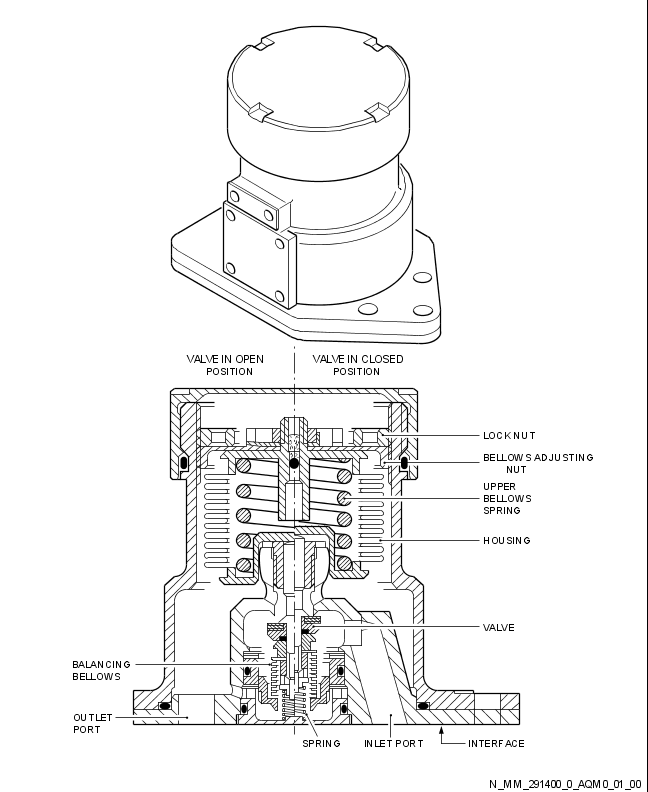 VALVE IN OPEN
POSITION
VALVE IN CLOSED
POSITION
LOCK NUT
BELLOWS ADJUSTING
NUT
UPPER
BELLOWS
SPRING
HOUSING
VALVE
BALANCING
BELLOWS
OUTLET
PORT
SPRING
INLET PORT
INTERFACE
N_MM_291400_0_AQM0_01_00